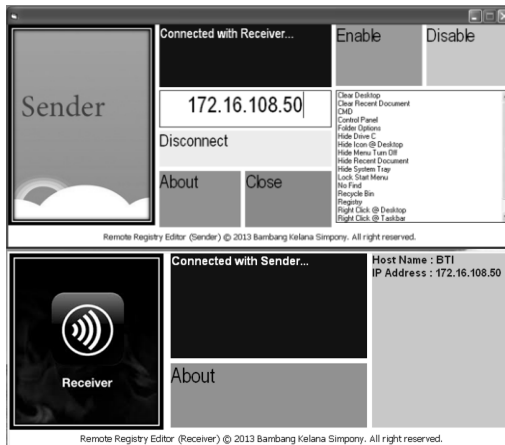 Sender
Connected with Receiver...
Enable
Disable
172.16.108.50
Disconnect
About
Close
Clear Desktop
Clear Recent Document
CMD
Control Panel
Folder Options
Hide Drive C
Hide Icon @ Desktop
Hide Menu Turn Off
Hide Recent Document
Hide System Tray
Lock Start Menu
No Find
Recycle Bin
Registry
Right Click @ Desktop
Right Click @ Taskbar
Remote Registry Editor (Sender) @ 2013 Bambang Kelana Simpony. All right reserved.
Receiver
Connected with Sender...
About
Host Name : BTI
IP Address : 172.16.108.50
Remote Registry Editor (Receiver) @ 2013 Bambang Kelana Simpony. All right reserved.